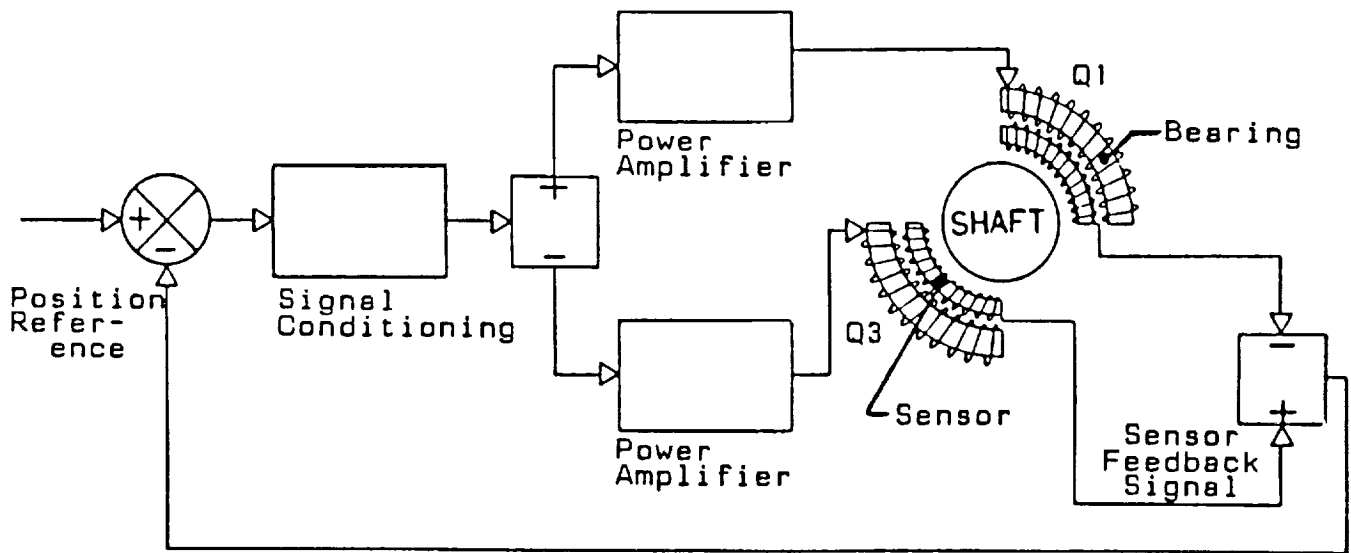 Q1
Bearing
Power
Amplifier
+
+
−
−
SHAFT
Position
Refer-
ence
Signal
Conditioning
Q3
Sensor
Power
Amplifier
−
+
Sensor
Feedback
Signal